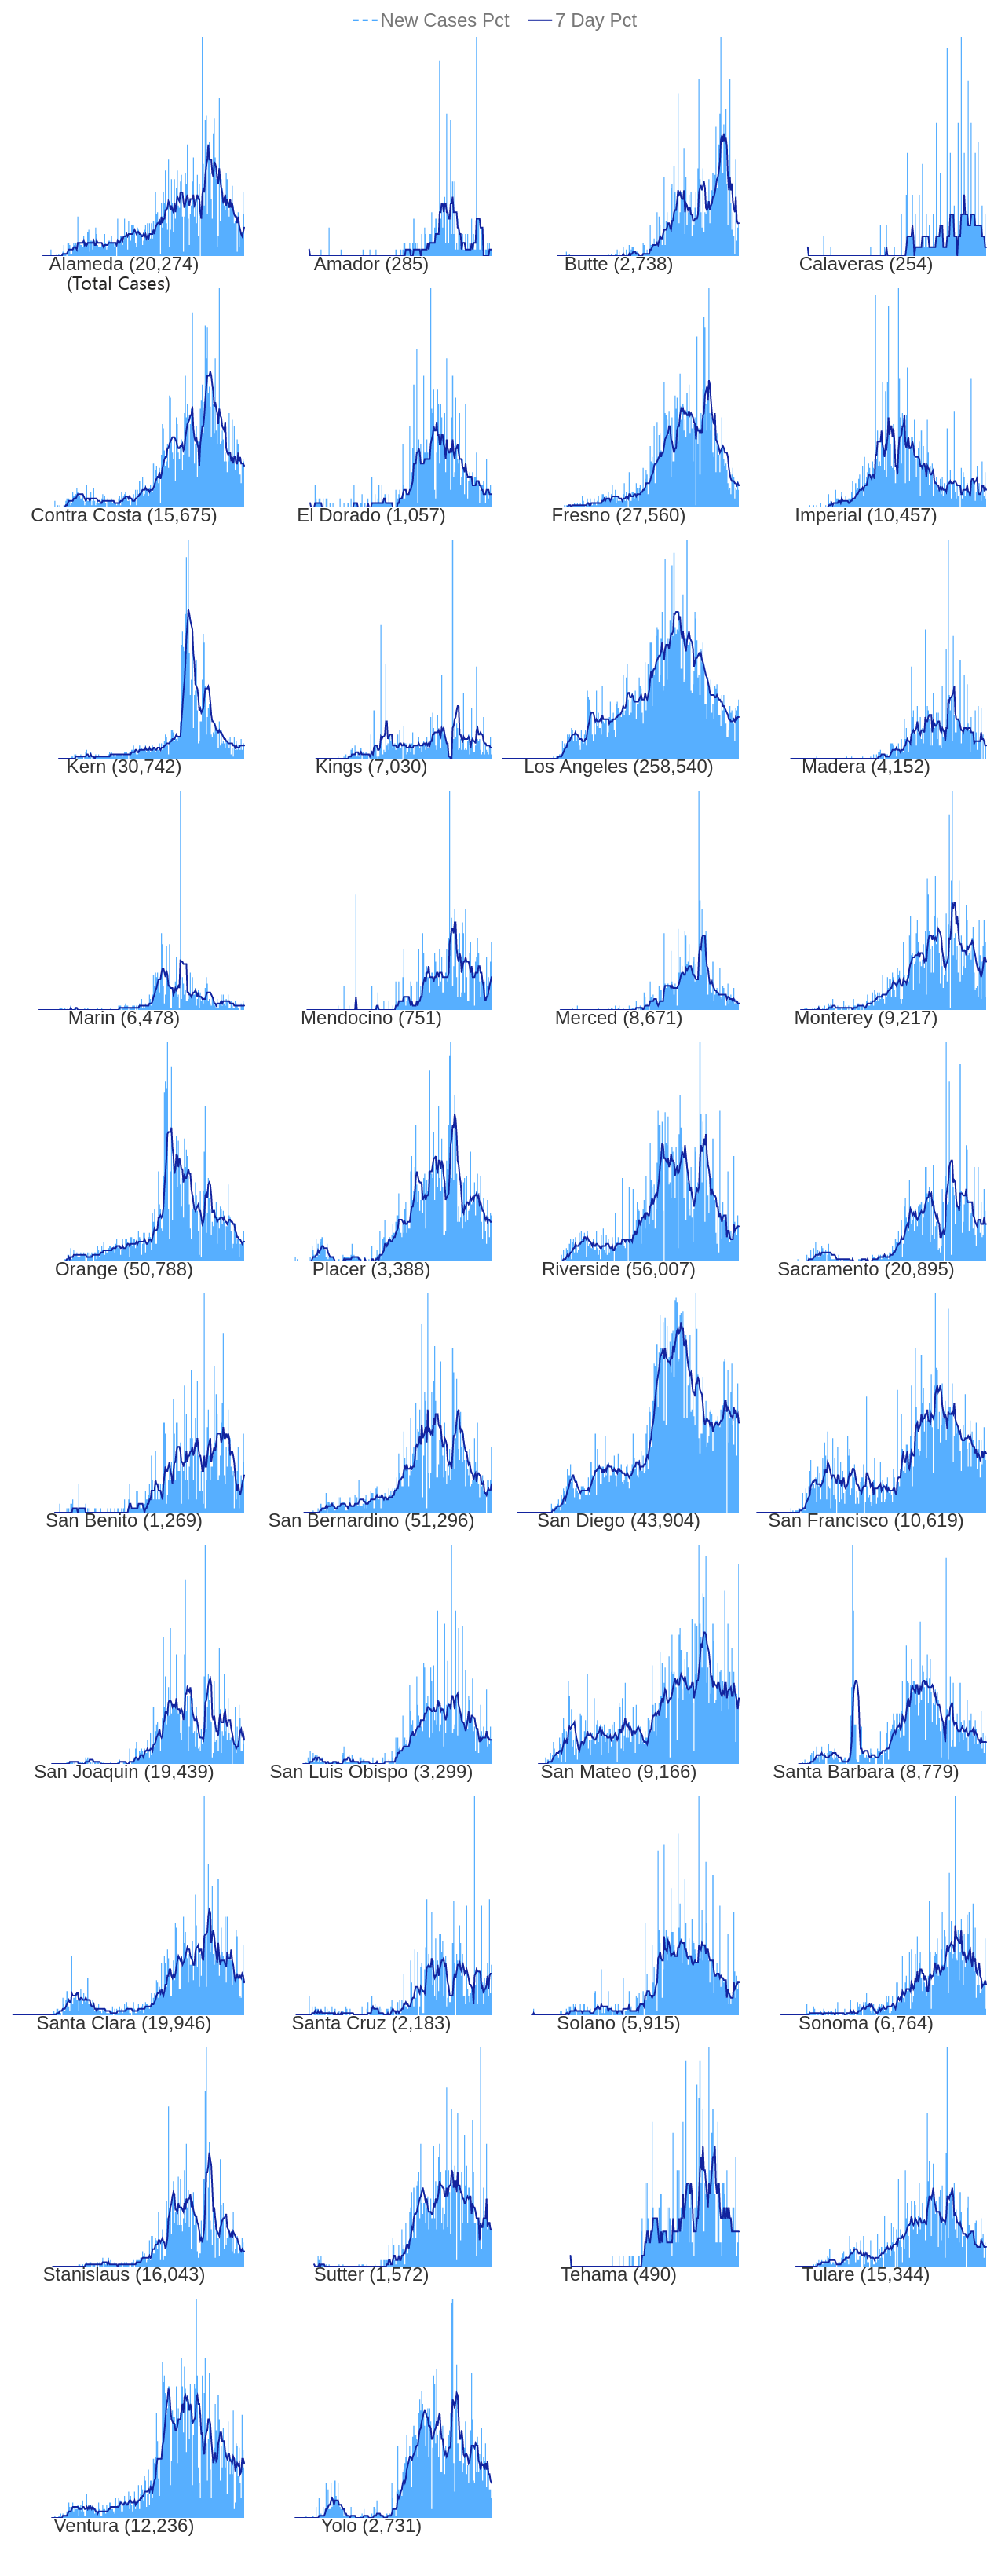 New Cases Pct 7 Day Pct
Alameda (20,274) Amador (285) Butte (2,738) Calaveras (254)
(Total Cases)
Contra Costa (15,675) El Dorado (1,057) Fresno (27,560) Imperial (10,457)
Kern (30,742) Kings (7,030) Los Angeles (258,540) Madera (4,152)
Marin (6,478) Mendocino (751) Merced (8,671) Monterey (9,217)
Orange (50,788) Placer (3,388) Riverside (56,007) Sacramento (20,895)
San Benito (1,269) San Bernardino (51,296) San Diego (43,904) San Francisco (10,619)
San Joaquin (19,439) San Luis Obispo (3,299) San Mateo (9,166) Santa Barbara (8,779)
Santa Clara (19,946) Santa Cruz (2,183) Solano (5,915) Sonoma (6,764)
Stanislaus (16,043) Sutter (1,572) Tehama (490) Tulare (15,344)
Ventura (12,236) Yolo (2,731)